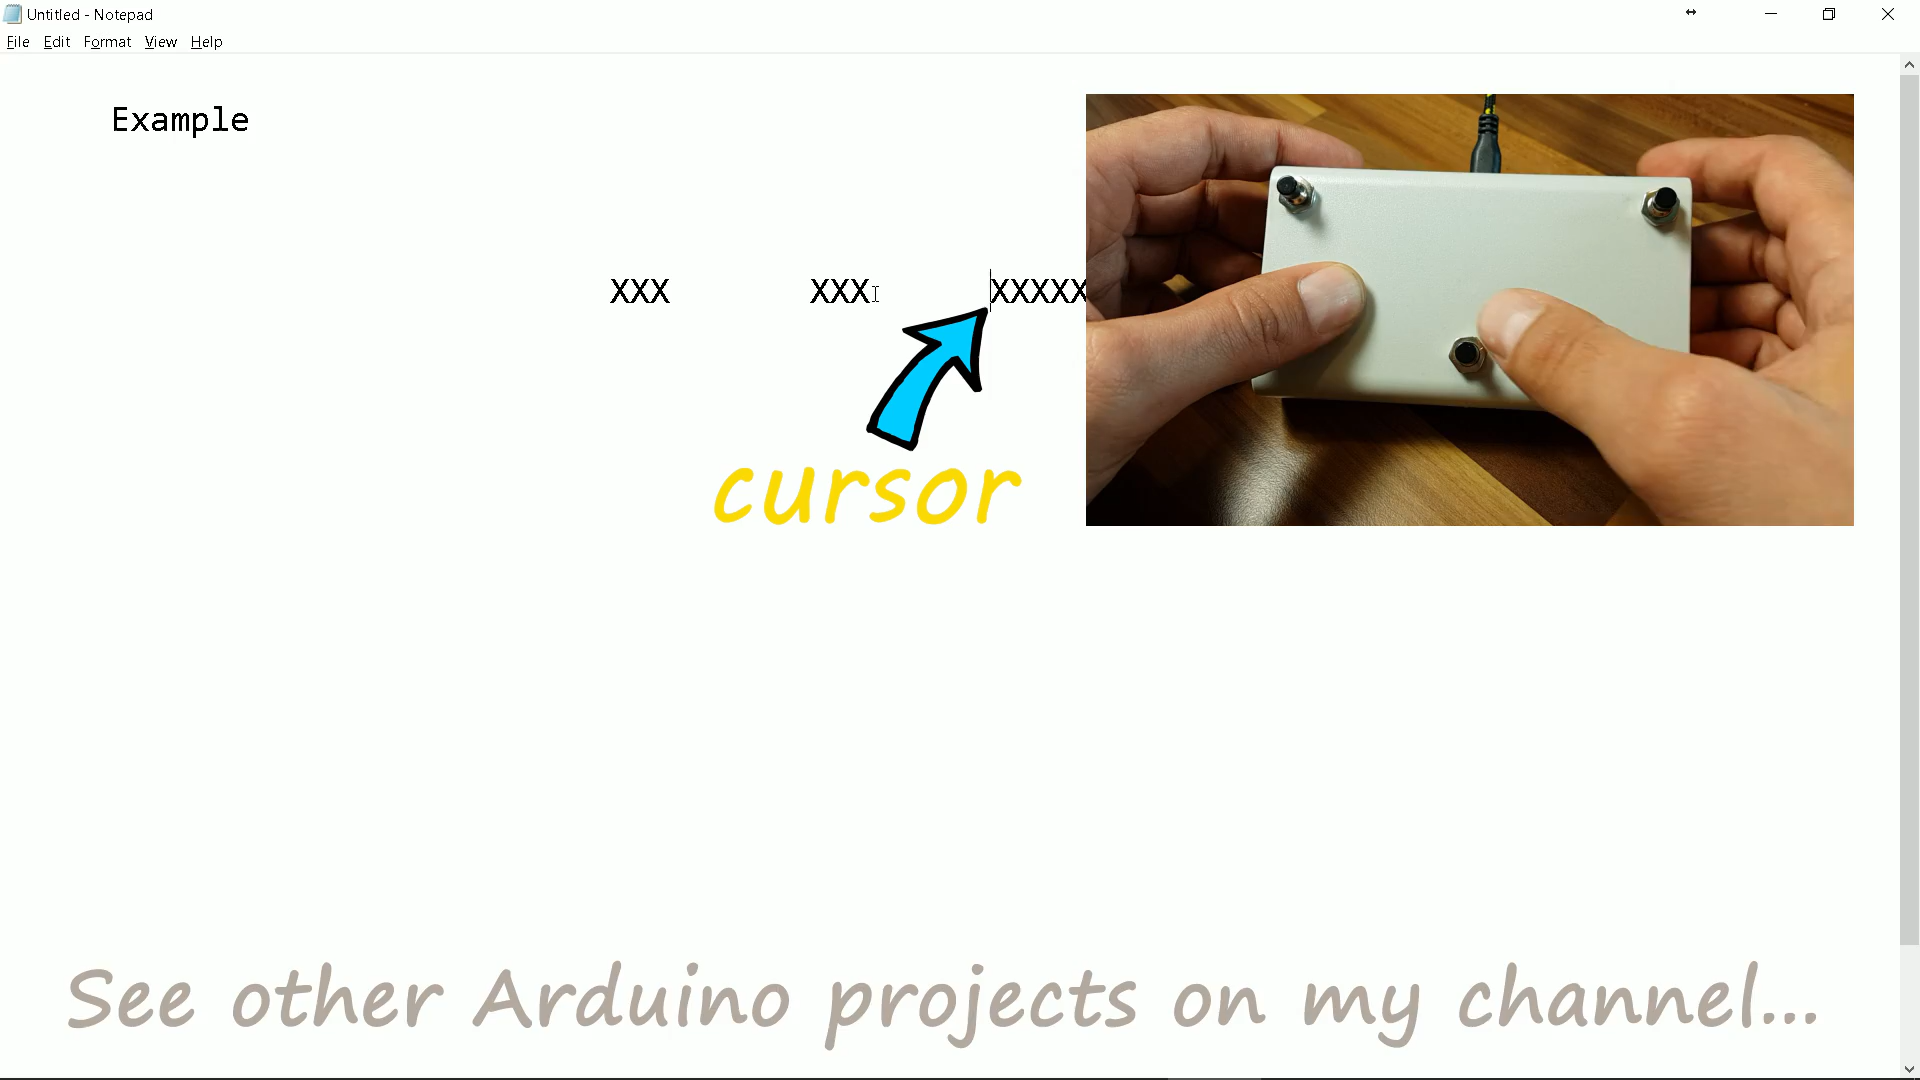 Untitled - Notepad
File Edit Format View Help
Example
XXX XXX XXXXX
cursor
See other Arduino projects on my channel...